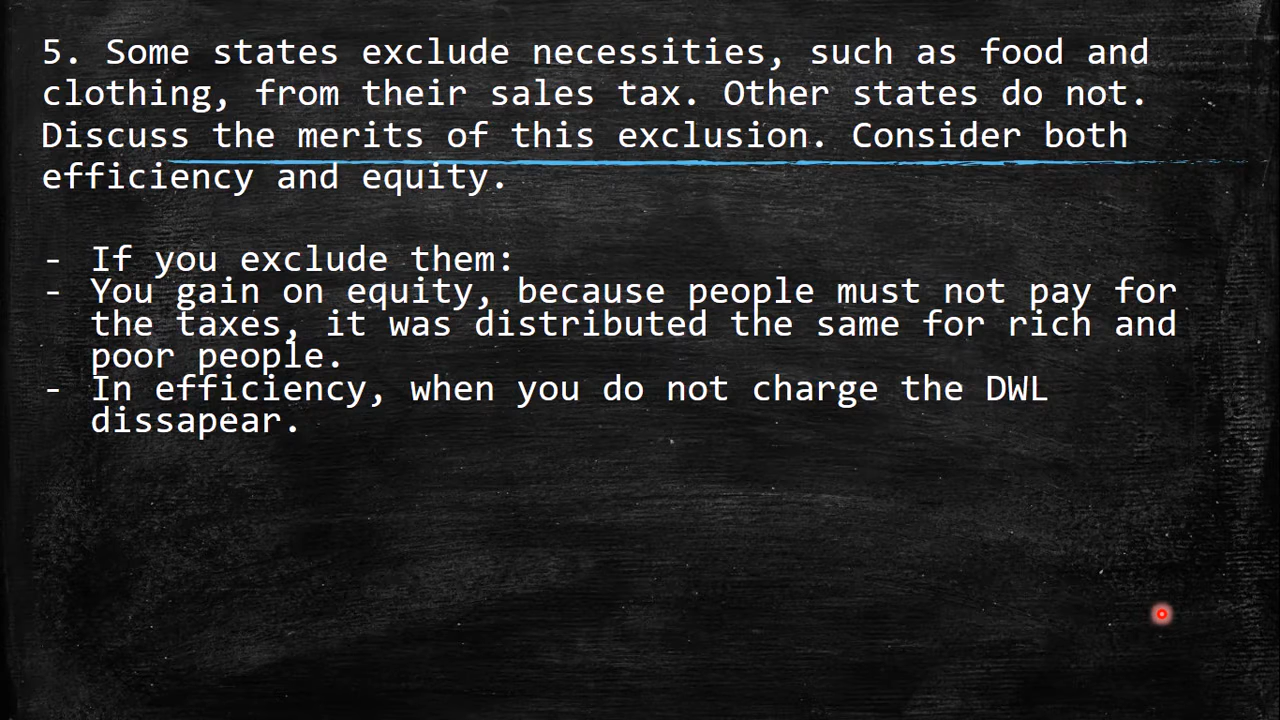 5. Some states exclude necessities, such as food and
clothing, from their sales tax. Other states do not.
Discuss the merits of this exclusion. Consider both
efficiency and equity.
- If you exclude them:
- You gain on equity, because people must not pay for
the taxes, it was distributed the same for rich and
poor people.
- In efficiency, when you do not charge the DWL
dissapear.